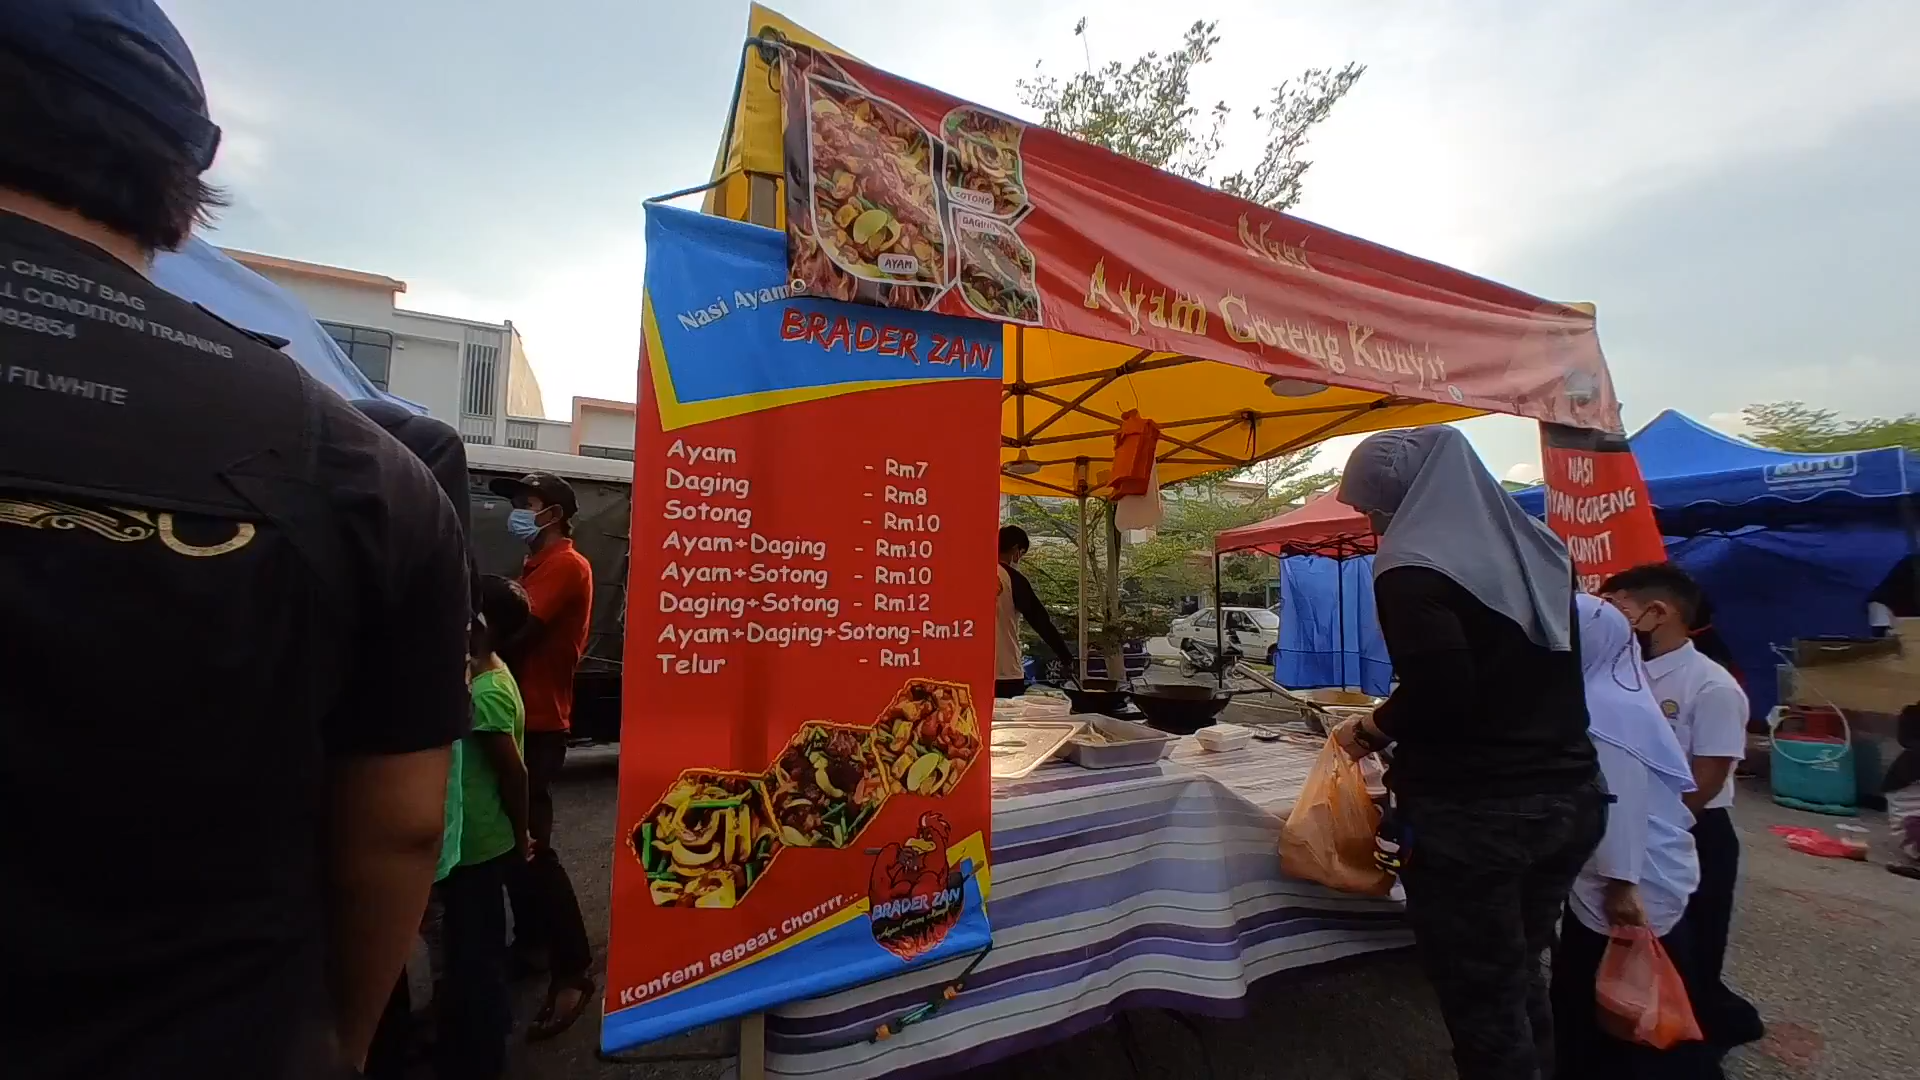 CHEST BAG
LL CONDITION TRAINING
092854
FILWHITE
SOTONG
DAGING
AYAM
Nasi
Ayam Goreng Kunyit
Nasi Ayam
BRADER ZAN
Ayam - Rm7
Daging - Rm8
Sotong - Rm10
Ayam+Daging - Rm10
Ayam+Sotong - Rm10
Daging+Sotong - Rm12
Ayam+Daging+Sotong-Rm12
Telur - Rm1
Konfem Repeat Chorrrr...
BRADER ZAN
NASI
AYAM GORENG
KUNYIT